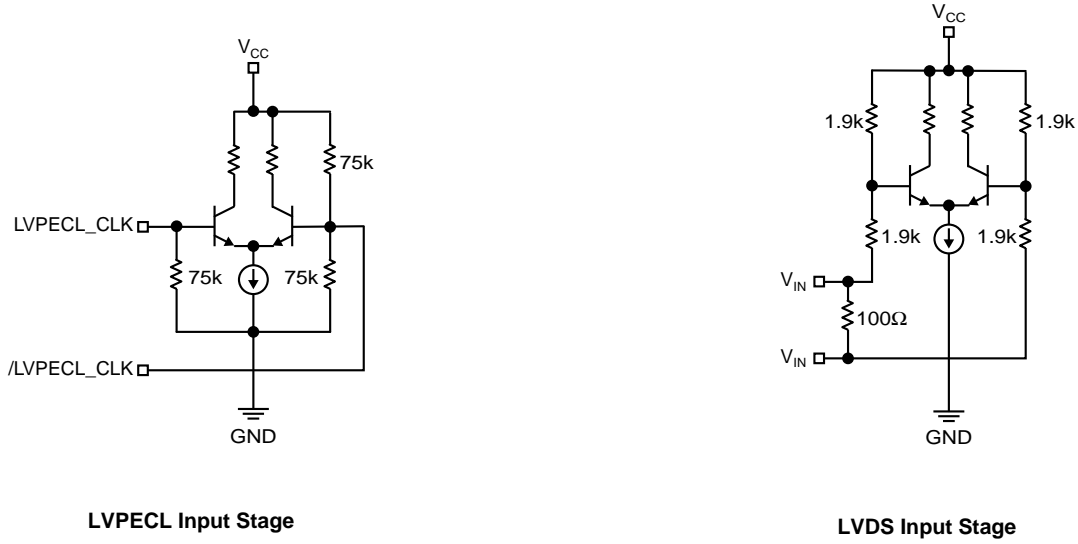 V_CC
75k
LVPECL_CLK
75k
75k
/LVPECL_CLK
GND
LVPECL Input Stage
V_CC
1.9k
1.9k
1.9k
1.9k
V_IN
100Ω
V_IN
GND
LVDS Input Stage